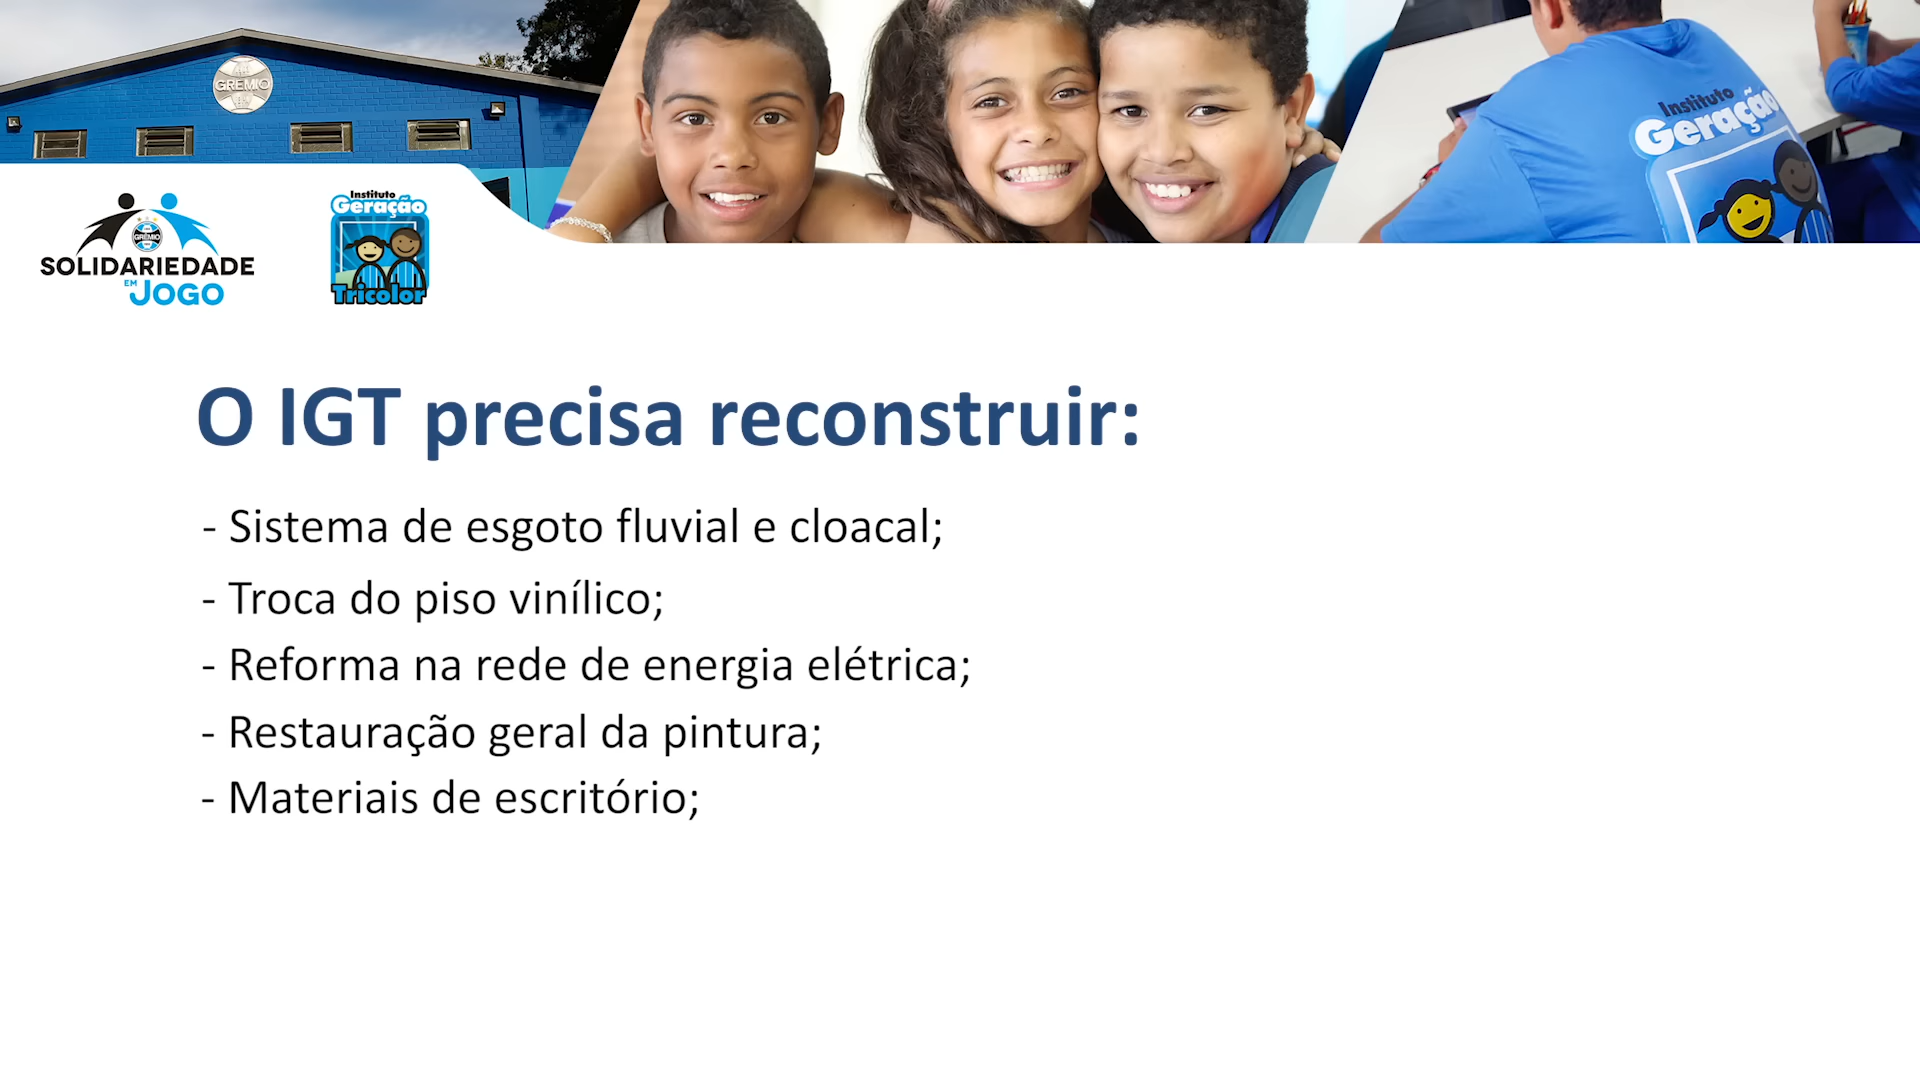 GRÊMIO
Instituto
Geração
SOLIDARIEDADE
EM JOGO
GRÊMIO
Instituto
Geração
Tricolor
O IGT precisa reconstruir:
- Sistema de esgoto fluvial e cloacal;
- Troca do piso vinílico;
- Reforma na rede de energia elétrica;
- Restauração geral da pintura;
- Materiais de escritório;